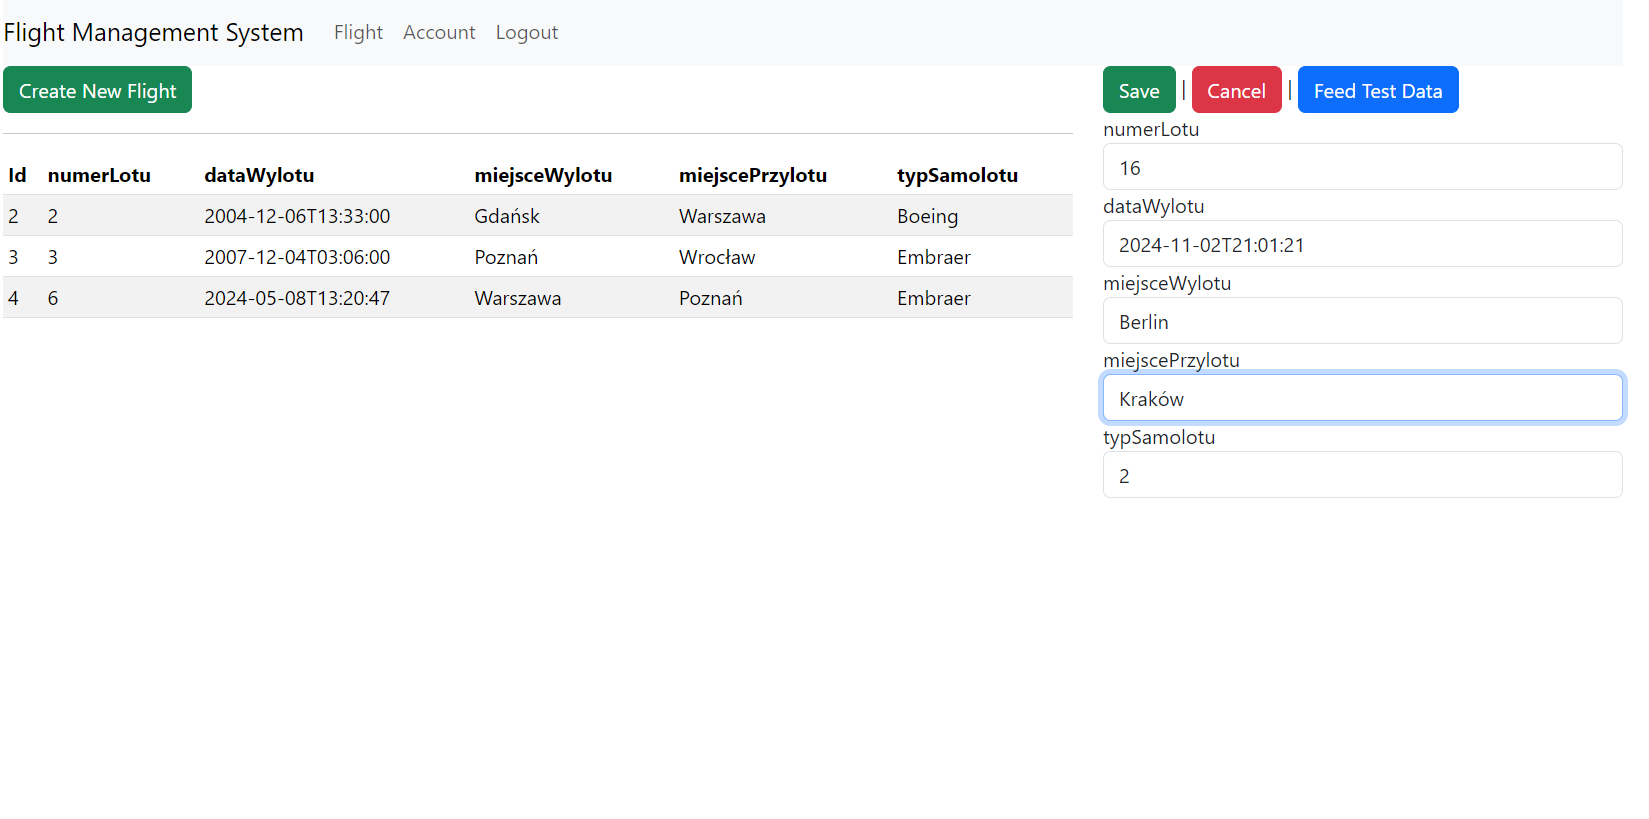 Flight Management System Flight Account Logout
Create New Flight
Id numerLotu dataWylotu miejsceWylotu miejscePrzylotu typSamolotu
2 2 2004-12-06T13:33:00 Gdańsk Warszawa Boeing
3 3 2007-12-04T03:06:00 Poznań Wrocław Embraer
4 6 2024-05-08T13:20:47 Warszawa Poznań Embraer
Save | Cancel | Feed Test Data
numerLotu
16
dataWylotu
2024-11-02T21:01:21
miejsceWylotu
Berlin
miejscePrzylotu
Kraków
typSamolotu
2